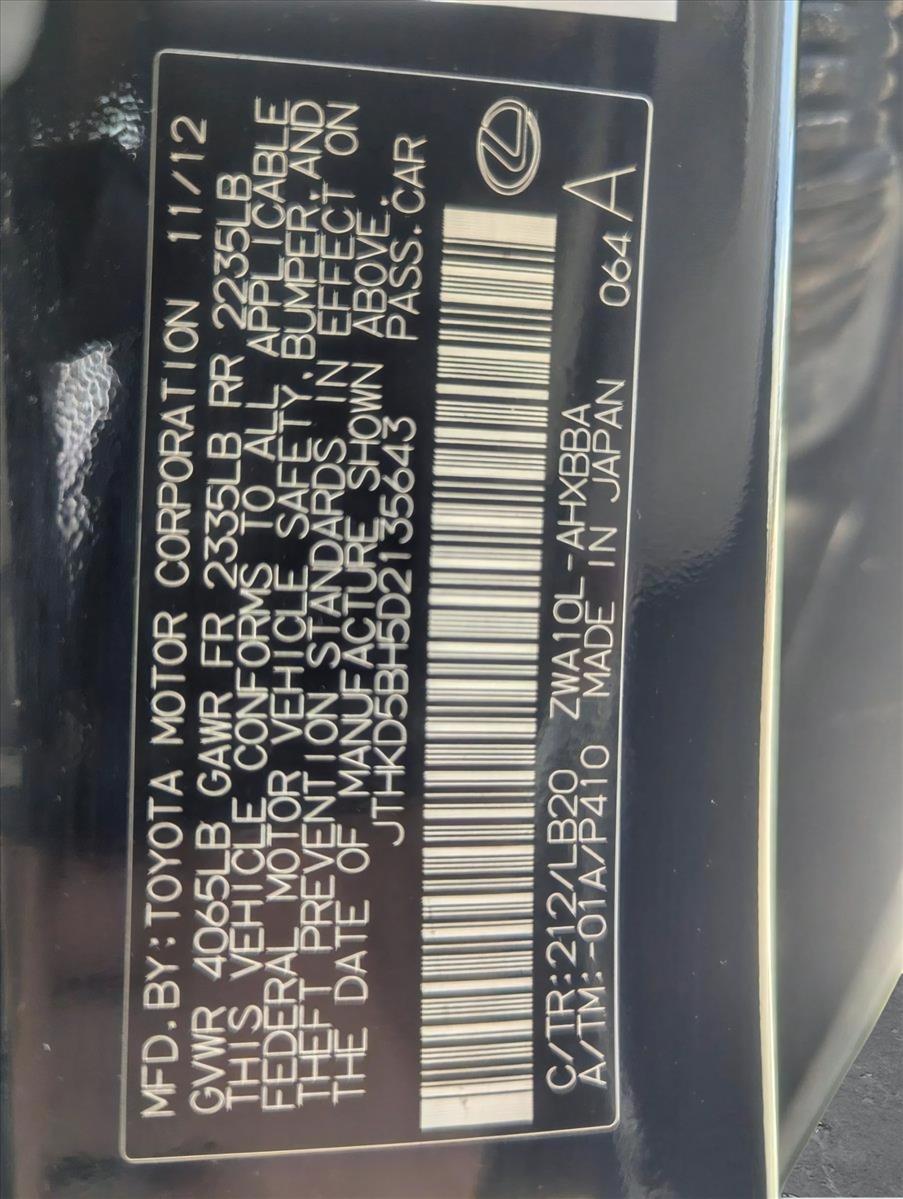 MFD.BY:TOYOTA MOTOR CORPORATION 11/12
GVWR 4065LB GAWR FR 2335LB RR 2235LB
THIS VEHICLE CONFORMS TO ALL APPLICABLE
FEDERAL MOTOR VEHICLE SAFETY, BUMPER, AND
THEFT PREVENTION STANDARDS IN EFFECT ON
THE DATE OF MANUFACTURE SHOWN ABOVE.
JTHKD5BH5D2135643 PASS.CAR
C/TR:212/LB20 ZWA10L-AHXBBA
A/TM:-01A/P410 MADE IN JAPAN 064 A